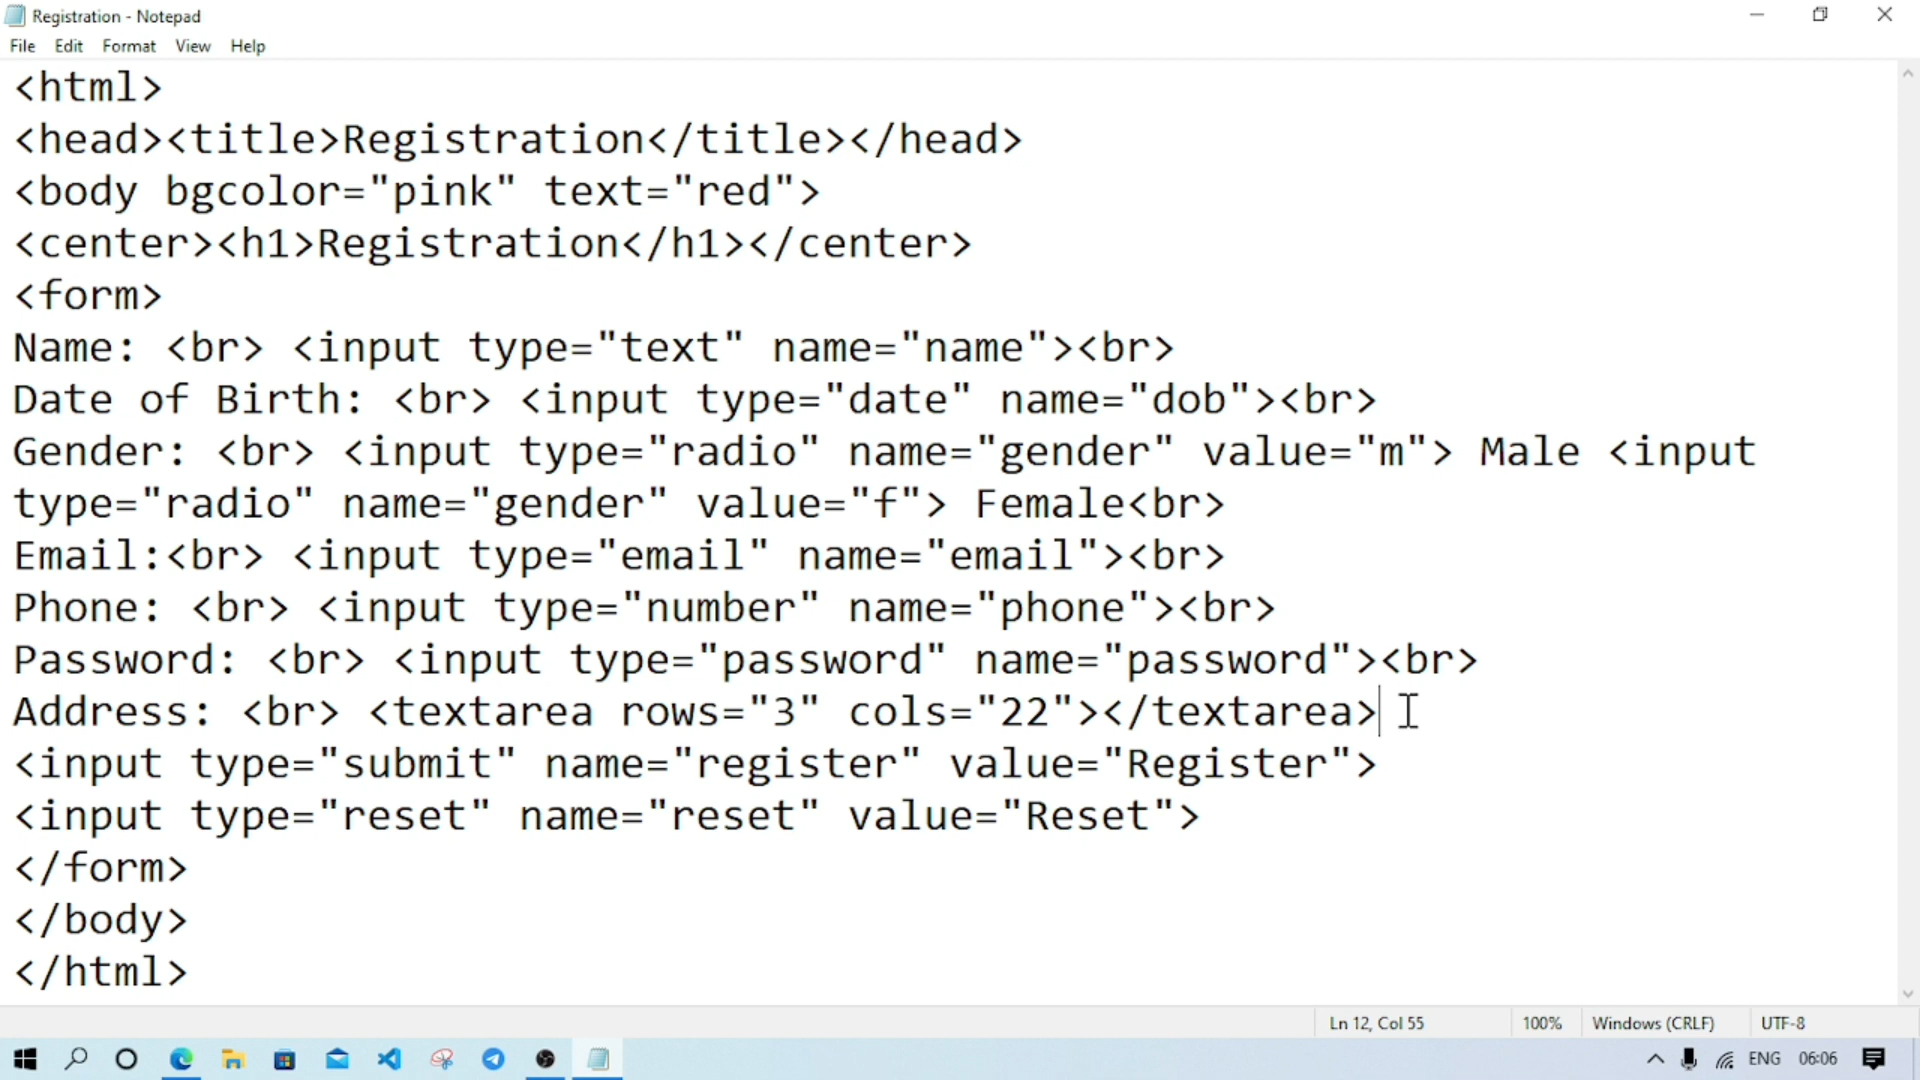 Registration - Notepad
File Edit Format View Help
<html>
<head><title>Registration</title></head>
<body bgcolor="pink" text="red">
<center><h1>Registration</h1></center>
<form>
Name: <br> <input type="text" name="name"><br>
Date of Birth: <br> <input type="date" name="dob"><br>
Gender: <br> <input type="radio" name="gender" value="m"> Male <input
type="radio" name="gender" value="f"> Female<br>
Email:<br> <input type="email" name="email"><br>
Phone: <br> <input type="number" name="phone"><br>
Password: <br> <input type="password" name="password"><br>
Address: <br> <textarea rows="3" cols="22"></textarea>
<input type="submit" name="register" value="Register">
<input type="reset" name="reset" value="Reset">
</form>
</body>
</html>
Ln 12, Col 55 100% Windows (CRLF) UTF-8
ENG 06:06